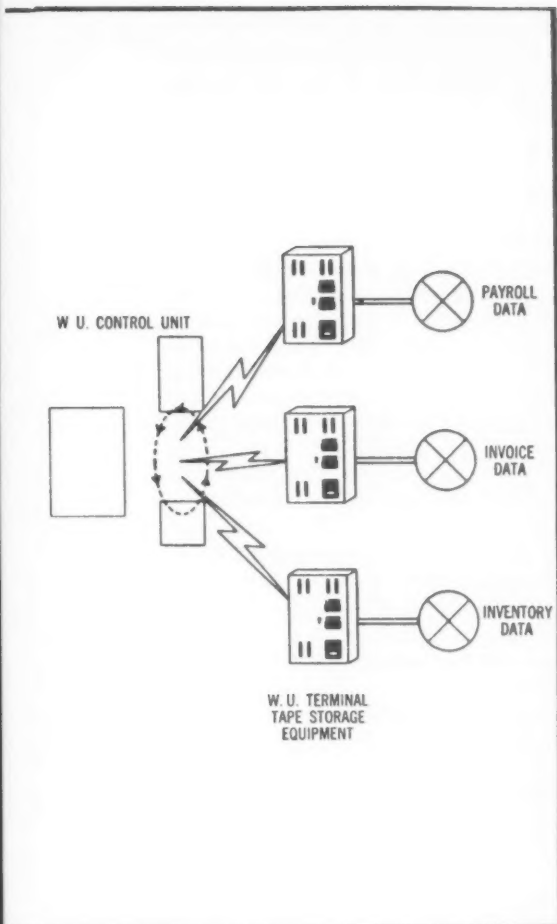 W U. CONTROL UNIT
PAYROLL
DATA
INVOICE
DATA
INVENTORY
DATA
W. U. TERMINAL
TAPE STORAGE
EQUIPMENT